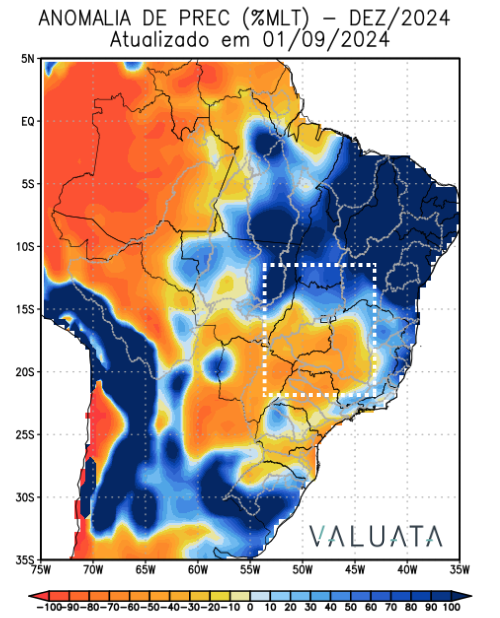 ANOMALIA DE PREC (%MLT) – DEZ/2024
Atualizado em 01/09/2024
5N
EQ
5S
10S
15S
20S
25S
30S
35S
VALUATA
75W 70W 65W 60W 55W 50W 45W 40W 35W
-100 -90 -80 -70 -60 -50 -40 -30 -20 -10 0 10 20 30 40 50 60 70 80 90 100